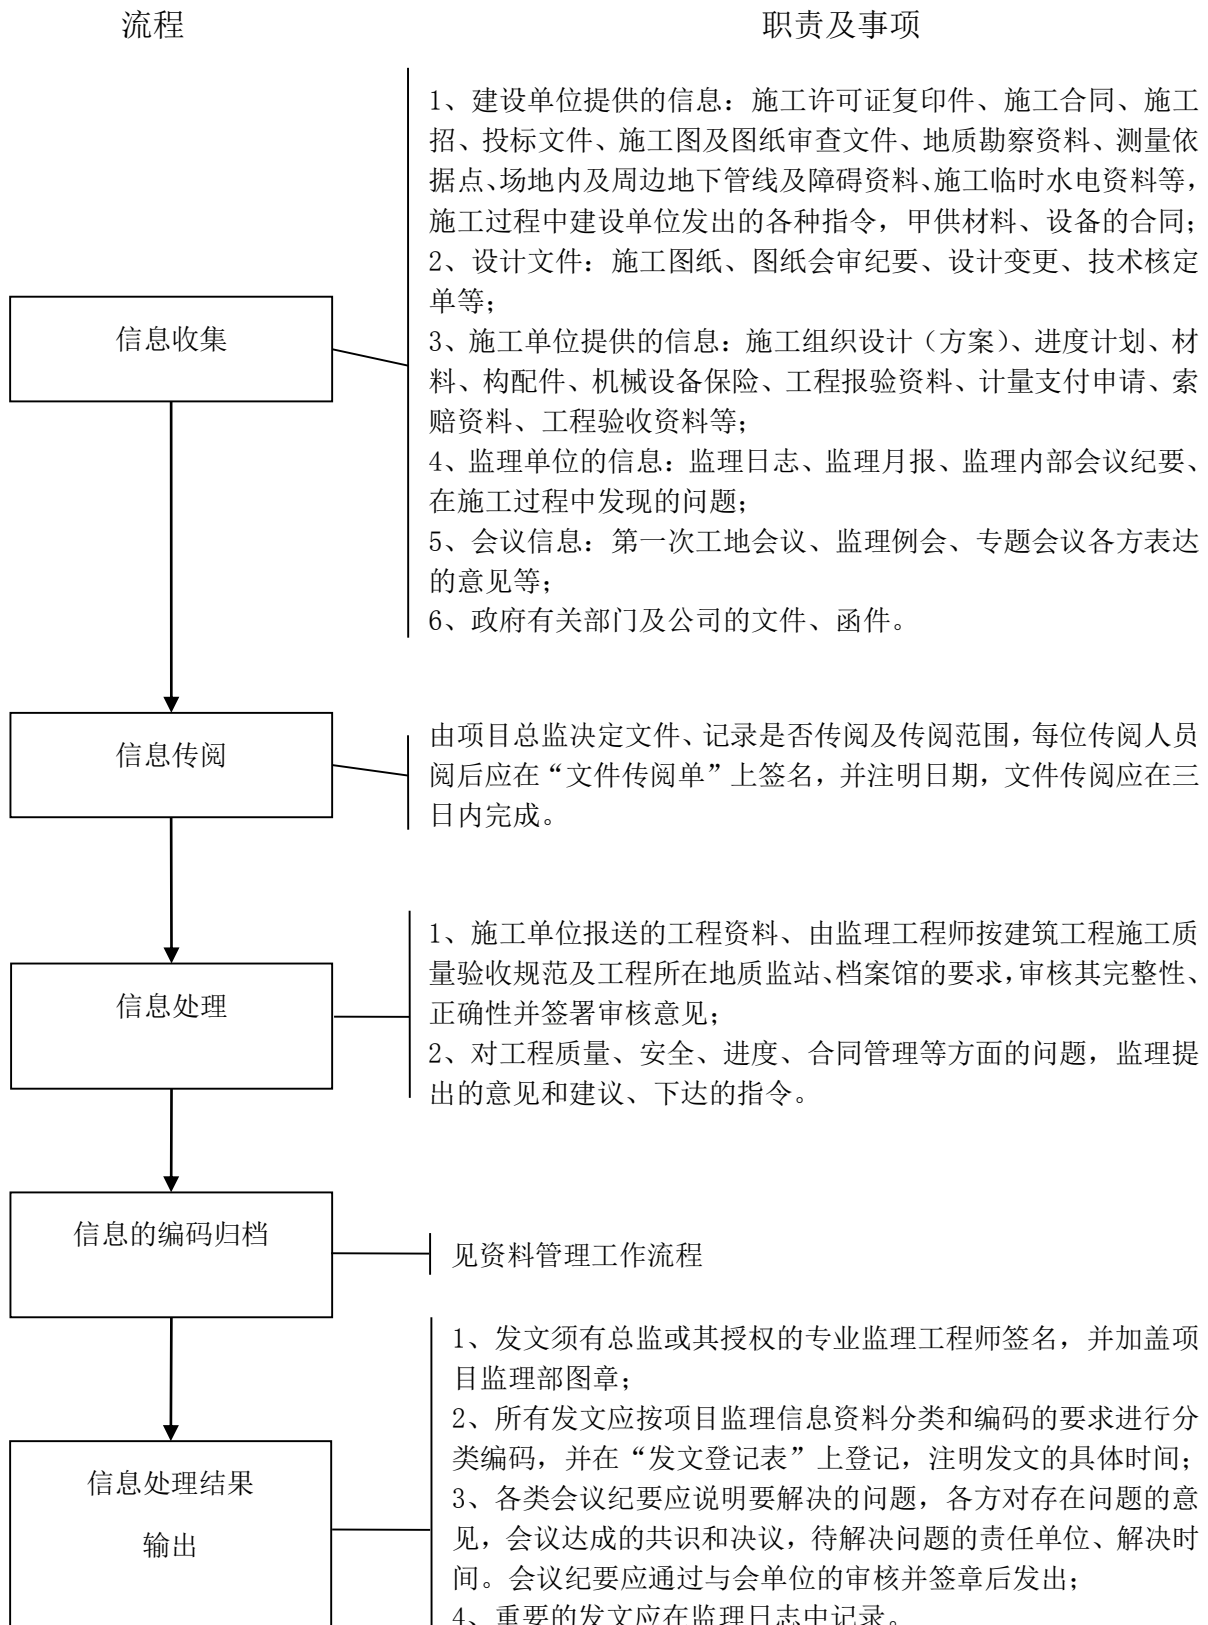 流程
职责及事项
1、建设单位提供的信息：施工许可证复印件、施工合同、施工
招、投标文件、施工图及图纸审查文件、地质勘察资料、测量依
据点、场地内及周边地下管线及障碍资料、施工临时水电资料等，
施工过程中建设单位发出的各种指令，甲供材料、设备的合同；
2、设计文件：施工图纸、图纸会审纪要、设计变更、技术核定
单等；
信息收集
3、施工单位提供的信息：施工组织设计（方案）、进度计划、材
料、构配件、机械设备保险、工程报验资料、计量支付申请、索
赔资料、工程验收资料等；
4、监理单位的信息：监理日志、监理月报、监理内部会议纪要、
在施工过程中发现的问题；
5、会议信息：第一次工地会议、监理例会、专题会议各方表达
的意见等；
6、政府有关部门及公司的文件、函件。
信息传阅
由项目总监决定文件、记录是否传阅及传阅范围，每位传阅人员
阅后应在“文件传阅单”上签名，并注明日期，文件传阅应在三
日内完成。
信息处理
1、施工单位报送的工程资料、由监理工程师按建筑工程施工质
量验收规范及工程所在地质监站、档案馆的要求，审核其完整性、
正确性并签署审核意见；
2、对工程质量、安全、进度、合同管理等方面的问题，监理提
出的意见和建议、下达的指令。
信息的编码归档
见资料管理工作流程
1、发文须有总监或其授权的专业监理工程师签名，并加盖项
目监理部图章；
2、所有发文应按项目监理信息资料分类和编码的要求进行分
类编码，并在“发文登记表”上登记，注明发文的具体时间；
信息处理结果
输出
3、各类会议纪要应说明要解决的问题，各方对存在问题的意
见，会议达成的共识和决议，待解决问题的责任单位、解决时
间。会议纪要应通过与会单位的审核并签章后发出；
4、重要的发文应在监理日志中记录。